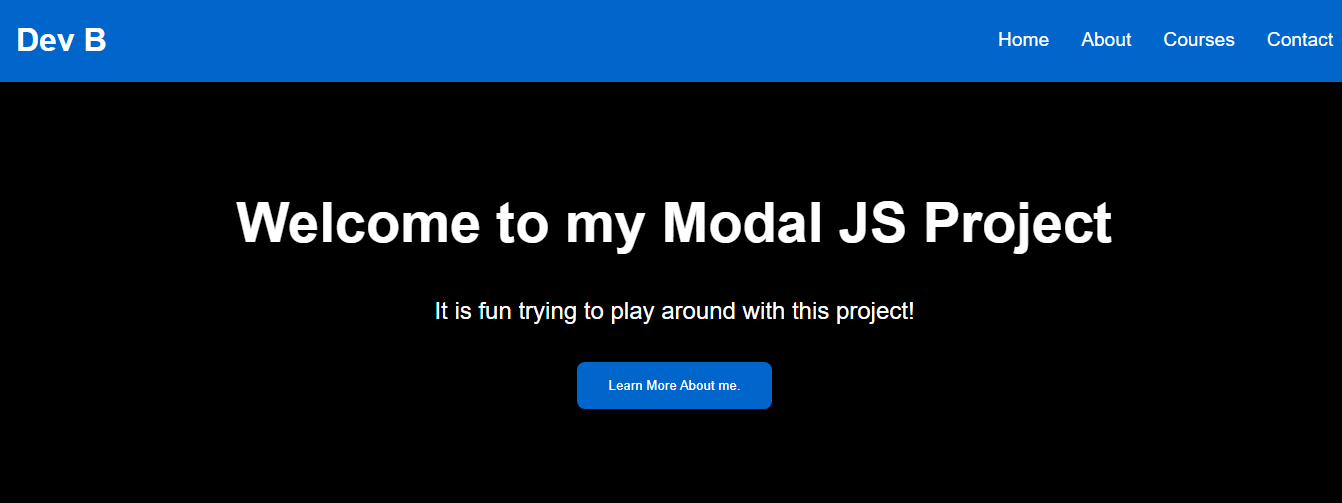 Dev B
Home About Courses Contact
Welcome to my Modal JS Project
It is fun trying to play around with this project!
Learn More About me.